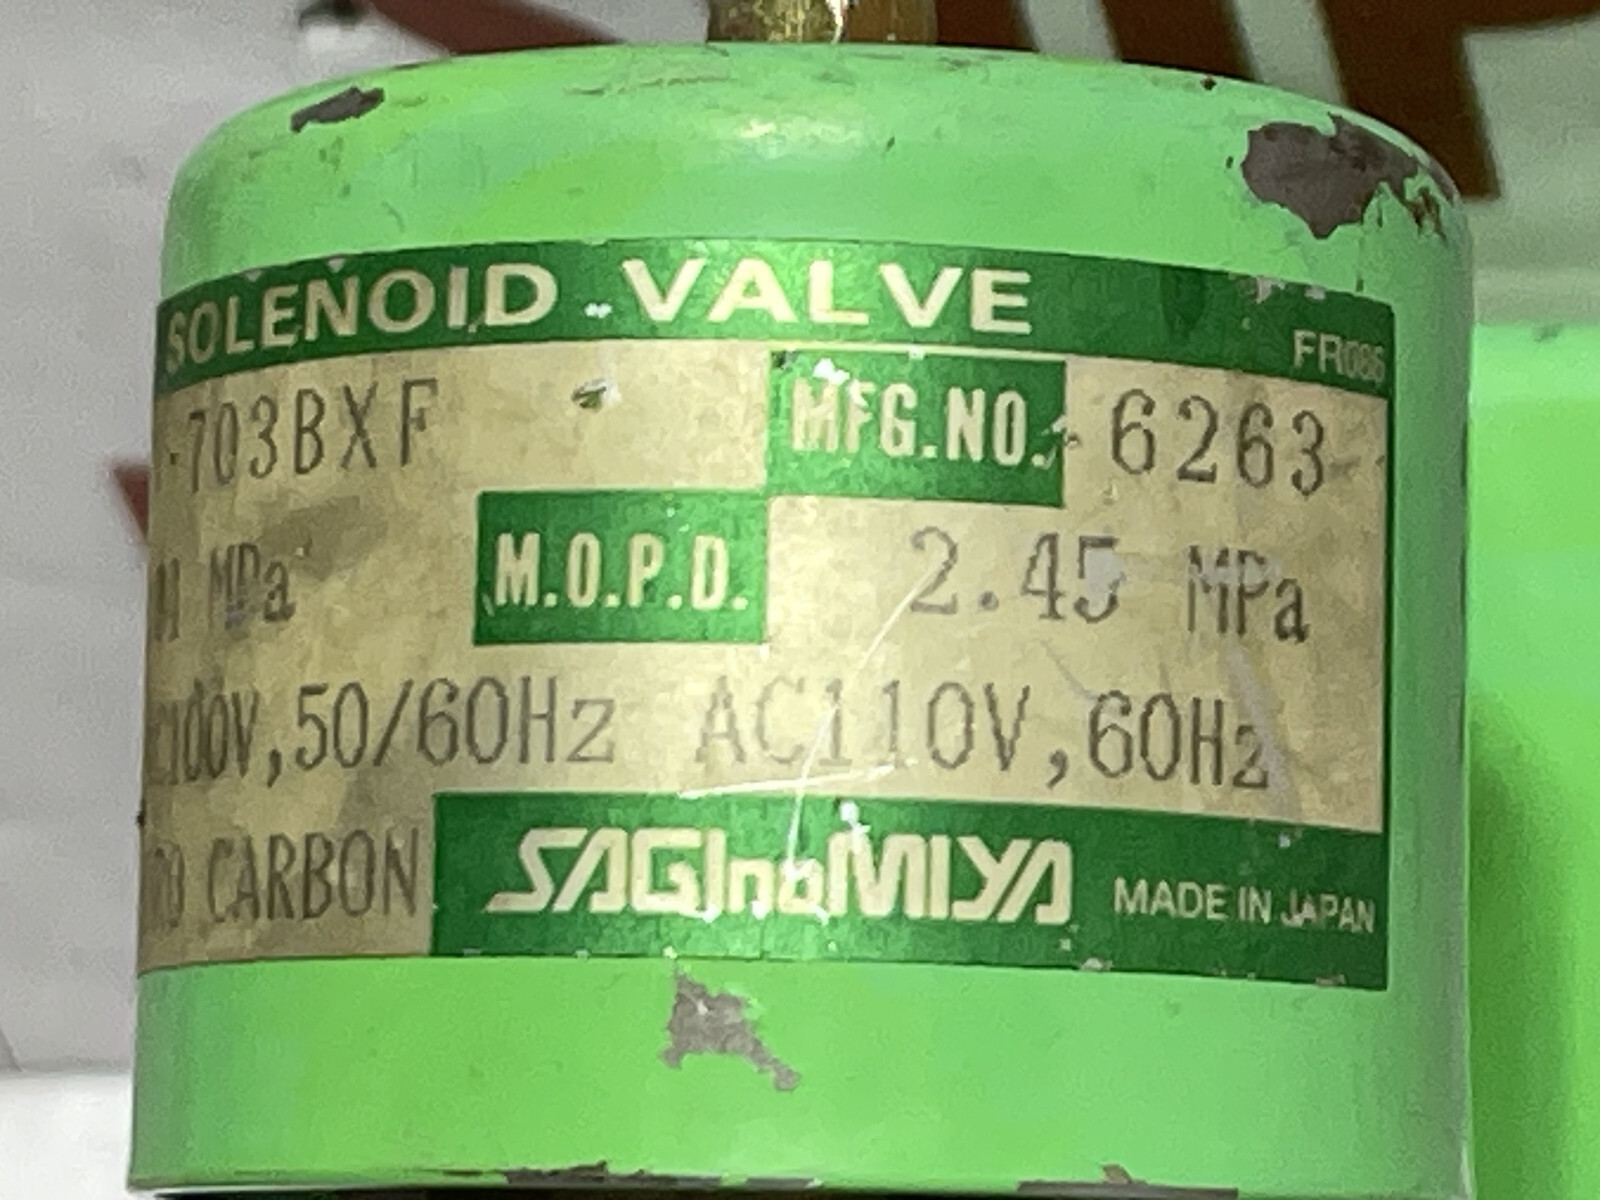 SOLENOID VALVE
FR086
-703BXF MFG.NO. 6263
MPa M.O.P.D. 2.45 MPa
C100V,50/60Hz AC110V,60Hz
CARBON SAGInoMIYA MADE IN JAPAN